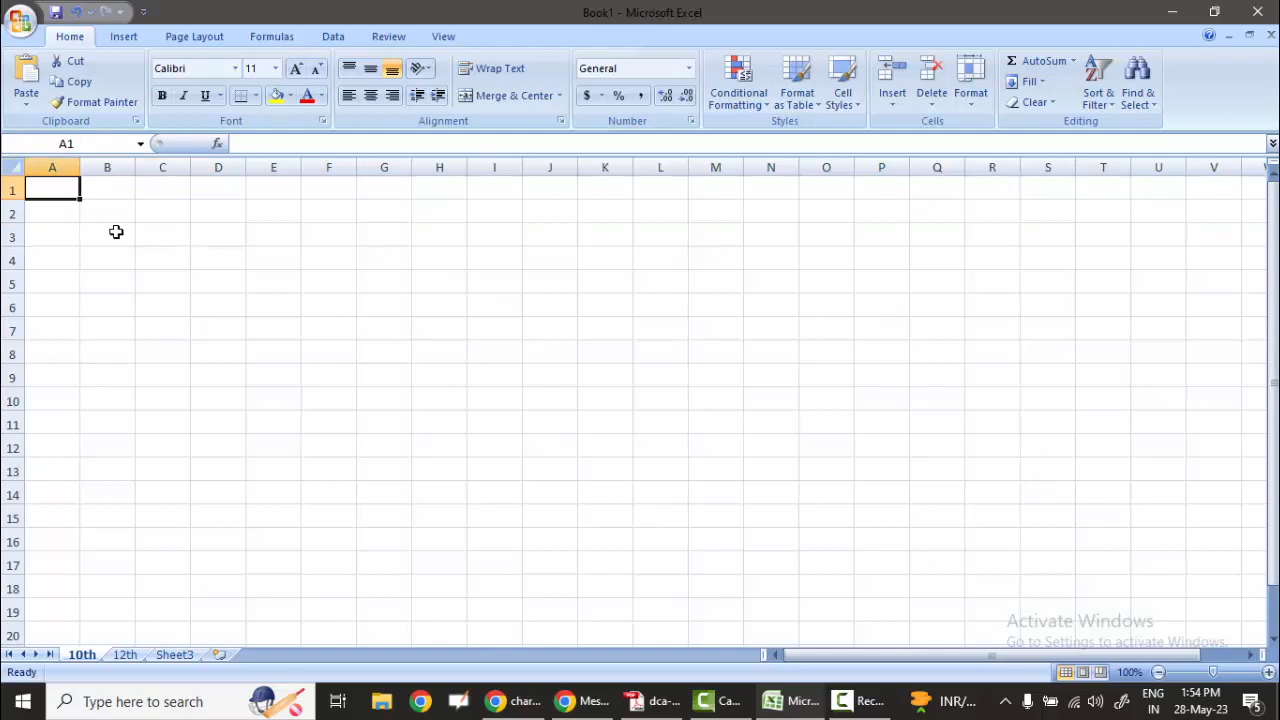 Book1 - Microsoft Excel
Home Insert Page Layout Formulas Data Review View
Paste Cut Copy Format Painter
Calibri 11 A A
B I U A
Wrap Text
Merge & Center
General
$ % ,
Conditional Formatting Format as Table Cell Styles
Insert Delete Format
Σ AutoSum Fill Clear
Sort & Filter Find & Select
Clipboard Font Alignment Number Styles Cells Editing
A1 fx
A B C D E F G H I J K L M N O P Q R S T U V
1
2
3
4
5
6
7
8
9
10
11
12
13
14
15
16
17
18
19
20
Activate Windows
Go to Settings to activate Windows.
10th 12th Sheet3
Ready 100%
Type here to search char... Mes... dca-... Ca... Micr... Rec... INR/... ENG IN 1:54 PM 28-May-23 5